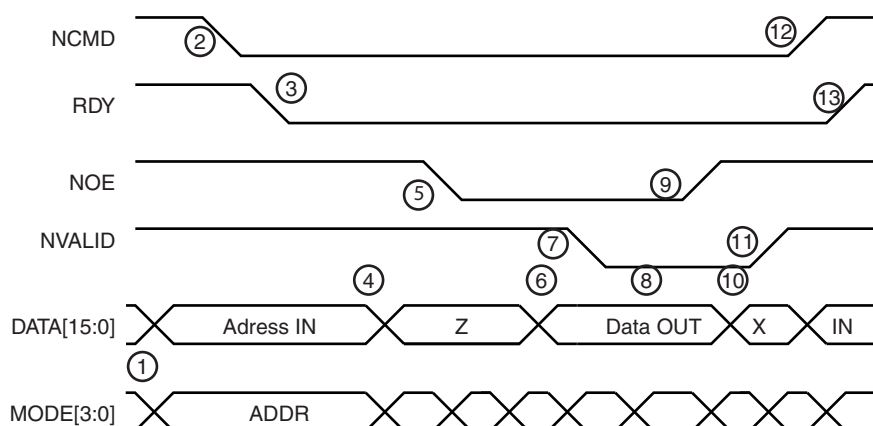 NCMD ② ⑫
RDY ③ ⑬
NOE ⑤ ⑨
NVALID ⑦ ⑪
④ ⑥ ⑧ ⑩
DATA[15:0] Adress IN Z Data OUT X IN
①
MODE[3:0] ADDR